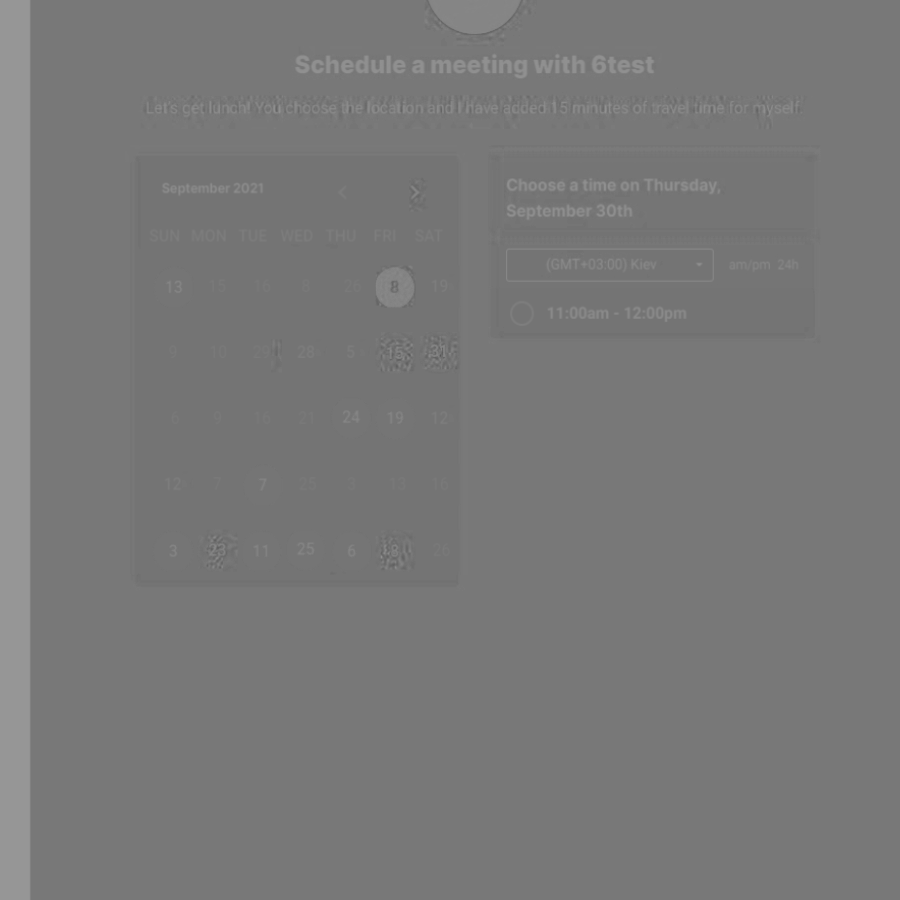 Schedule a meeting with 6test
Let's get lunch! You choose the location and I have added 15 minutes of travel time for myself.
September 2021
SUN MON TUE WED THU FRI SAT
13 15 16 8 8 19
9 10 29 28 5 15 31
6 9 16 21 24 19 12
12 7 7 23 2 13 16
3 23 11 25 6 18 26
Choose a time on Thursday,
September 30th
(GMT+03:00) Kiev am/pm 24h
11:00am - 12:00pm